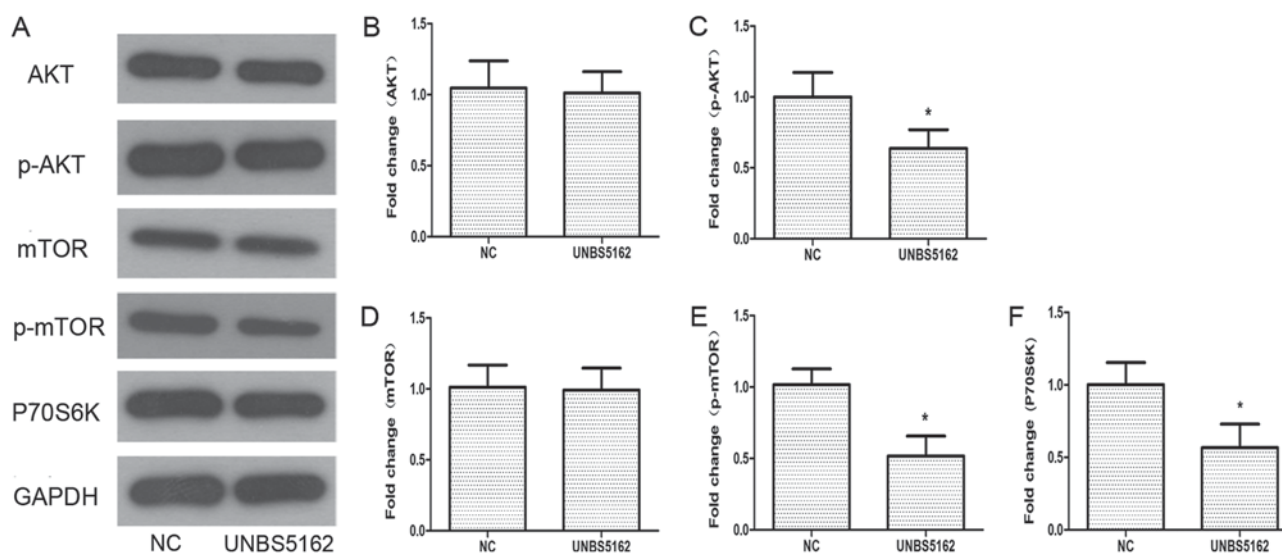 A
AKT
p-AKT
mTOR
p-mTOR
P70S6K
GAPDH
NC UNBS5162
B
Fold change (AKT)
1.5
1.0
0.5
0.0
NC UNBS5162
C
Fold change (p-AKT)
1.5
1.0
0.5
0.0
*
NC UNBS5162
D
Fold change (mTOR)
1.5
1.0
0.5
0.0
NC UNBS5162
E
Fold change (p-mTOR)
1.5
1.0
0.5
0.0
*
NC UNBS5162
F
Fold change (P70S6K)
1.5
1.0
0.5
0.0
*
NC UNBS5162